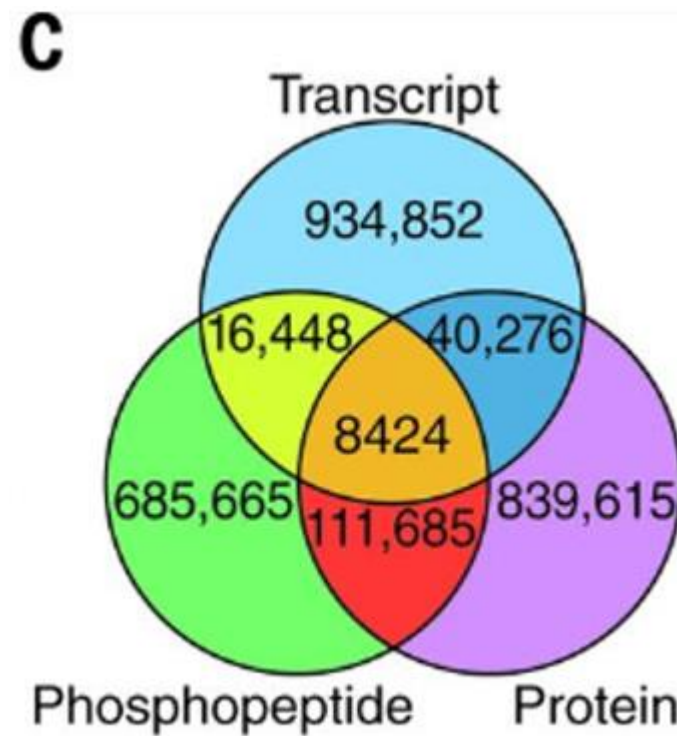 C
Transcript
934,852
16,448
40,276
8424
685,665
111,685
839,615
Phosphopeptide
Protein